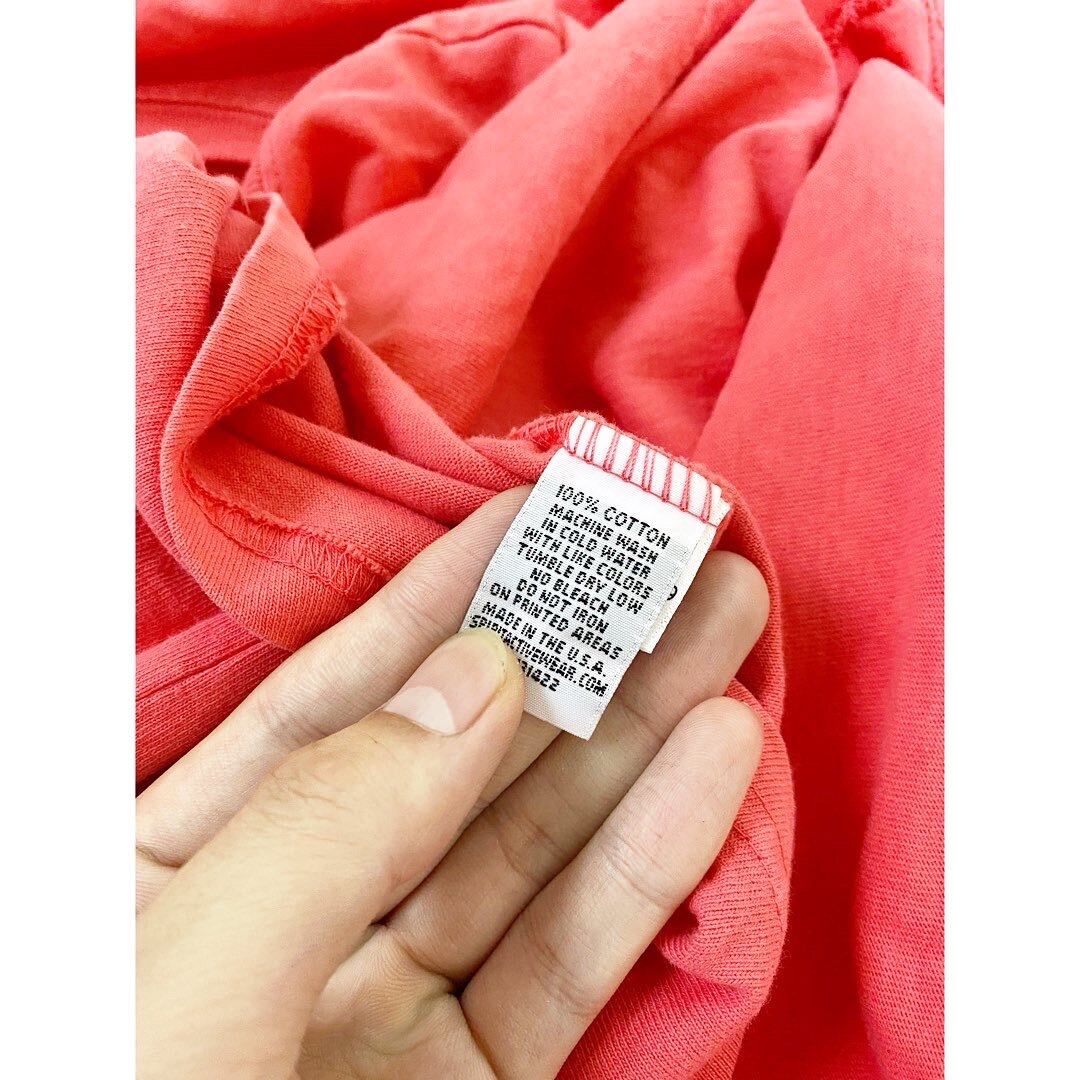 100% COTTON
MACHINE WASH
IN COLD WATER
WITH LIKE COLORS
TUMBLE DRY LOW
NO BLEACH
DO NOT IRON
ON PRINTED AREAS
MADE IN THE U.S.A.
SPIRITACTIVEWEAR.COM